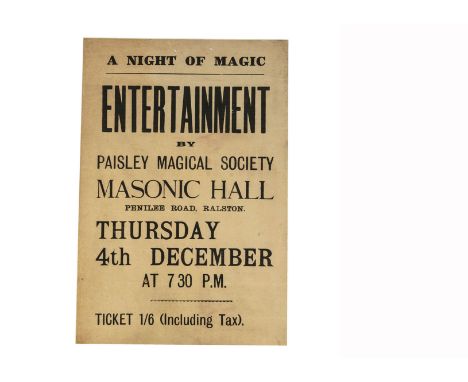 A NIGHT OF MAGIC
ENTERTAINMENT
BY
PAISLEY MAGICAL SOCIETY
MASONIC HALL
PENILEE ROAD, RALSTON.
THURSDAY
4th DECEMBER
AT 7 30 P.M.
TICKET 1/6 (Including Tax).